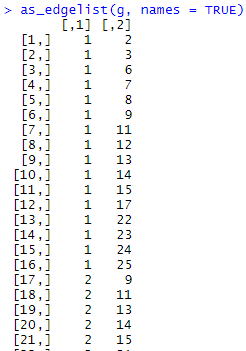 > as_edgelist(g, names = TRUE)
[,1] [,2]
[1,] 1 2
[2,] 1 3
[3,] 1 6
[4,] 1 7
[5,] 1 8
[6,] 1 9
[7,] 1 11
[8,] 1 12
[9,] 1 13
[10,] 1 14
[11,] 1 15
[12,] 1 17
[13,] 1 22
[14,] 1 23
[15,] 1 24
[16,] 1 25
[17,] 2 9
[18,] 2 11
[19,] 2 13
[20,] 2 14
[21,] 2 15